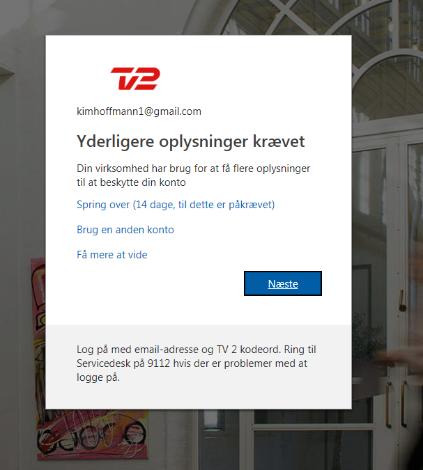 TV2
kimhoffmann1@gmail.com
Yderligere oplysninger krævet
Din virksomhed har brug for at få flere oplysninger
til at beskytte din konto
Spring over (14 dage, til dette er påkrævet)
Brug en anden konto
Få mere at vide
Næste
Log på med email-adresse og TV 2 kodeord. Ring til
Servicedesk på 9112 hvis der er problemer med at
logge på.